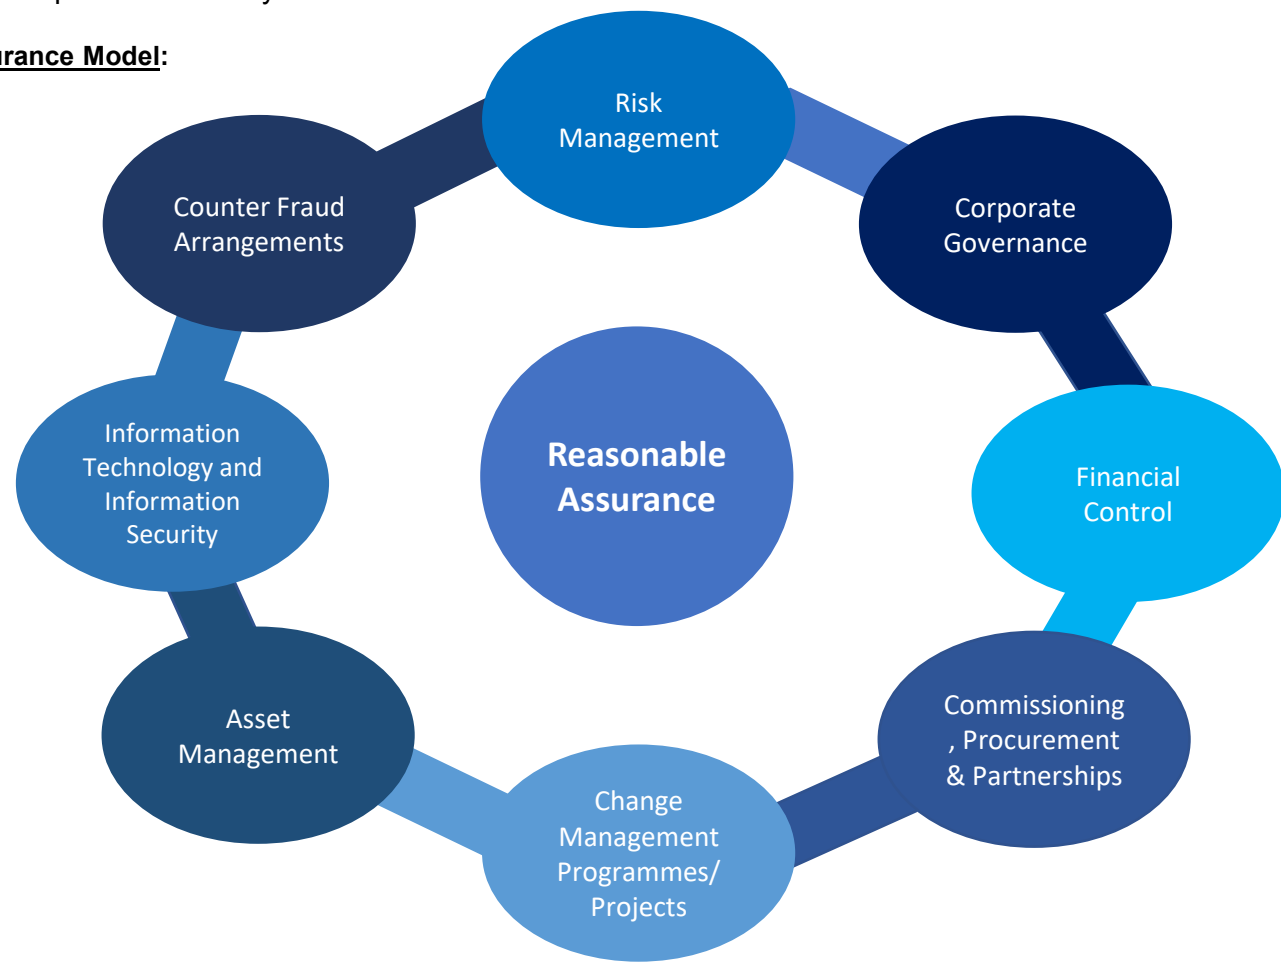 urance Model:
Risk
Management
Counter Fraud
Arrangements
Corporate
Governance
Information
Technology and
Information
Security
Reasonable
Assurance
Financial
Control
Asset
Management
Commissioning
, Procurement
& Partnerships
Change
Management
Programmes/
Projects